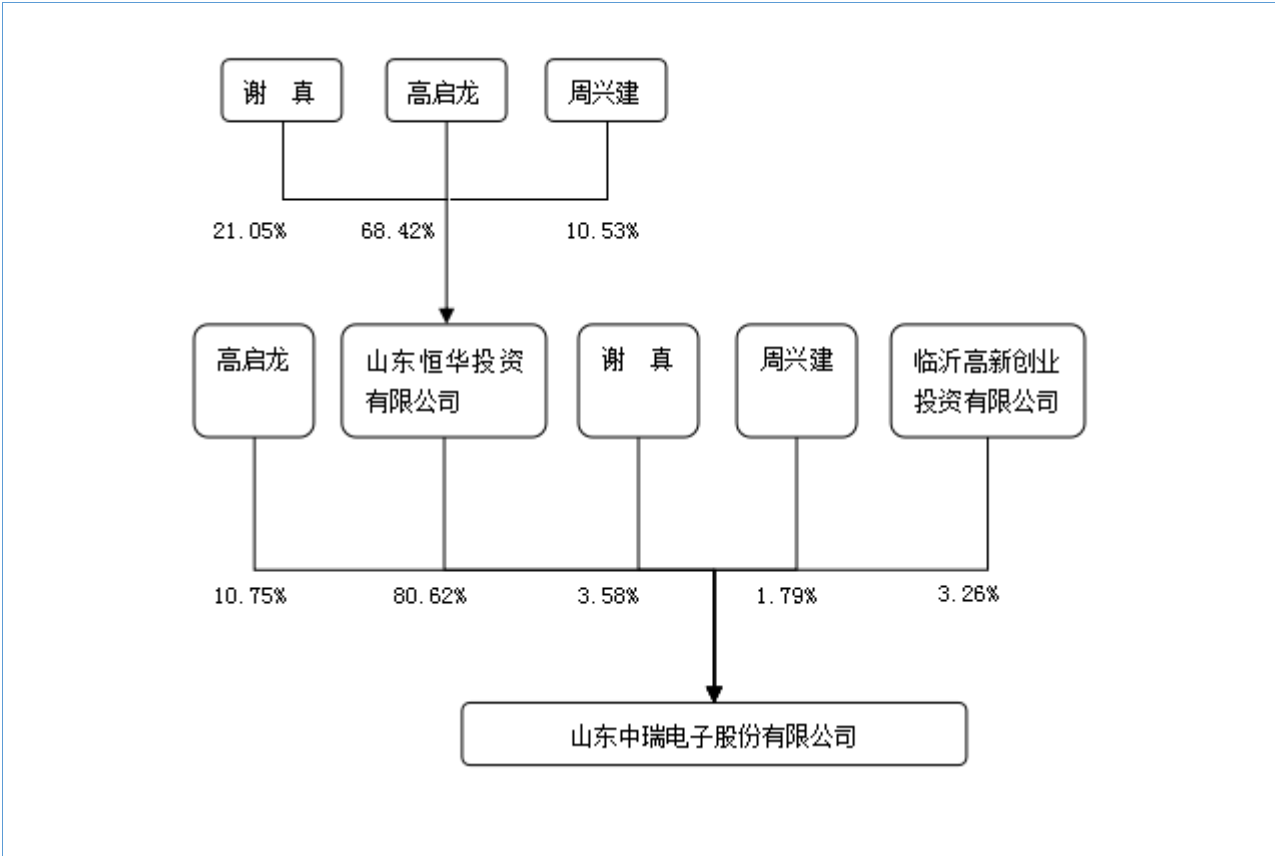 谢 真
高启龙
周兴建
21.05%
68.42%
10.53%
高启龙
山东恒华投资
有限公司
谢 真
周兴建
临沂高新创业
投资有限公司
10.75%
80.62%
3.58%
1.79%
3.26%
山东中瑞电子股份有限公司